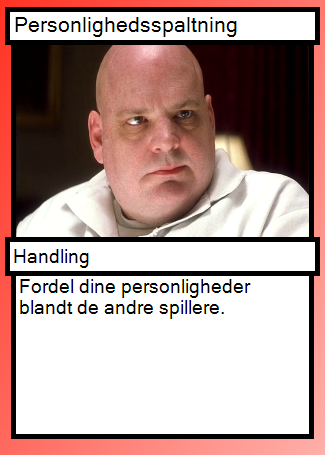 Personlighedsspaltning
Handling
Fordel dine personligheder
blandt de andre spillere.